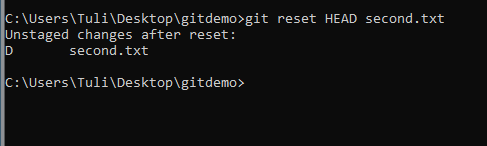 C:\Users\Tuli\Desktop\gitdemo>git reset HEAD second.txt
Unstaged changes after reset:
D       second.txt
C:\Users\Tuli\Desktop\gitdemo>